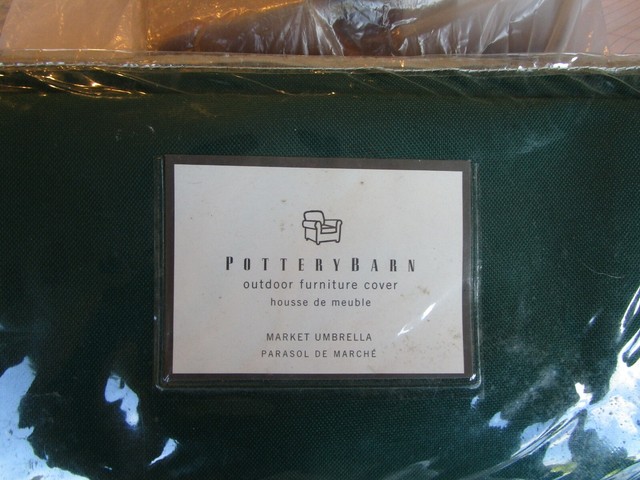 POTTERYBARN
outdoor furniture cover
housse de meuble
MARKET UMBRELLA
PARASOL DE MARCHÉ